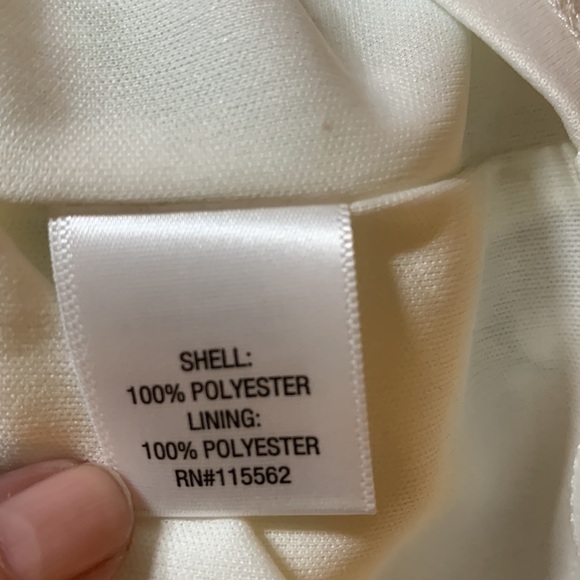 SHELL:
100% POLYESTER
LINING:
100% POLYESTER
RN#115562